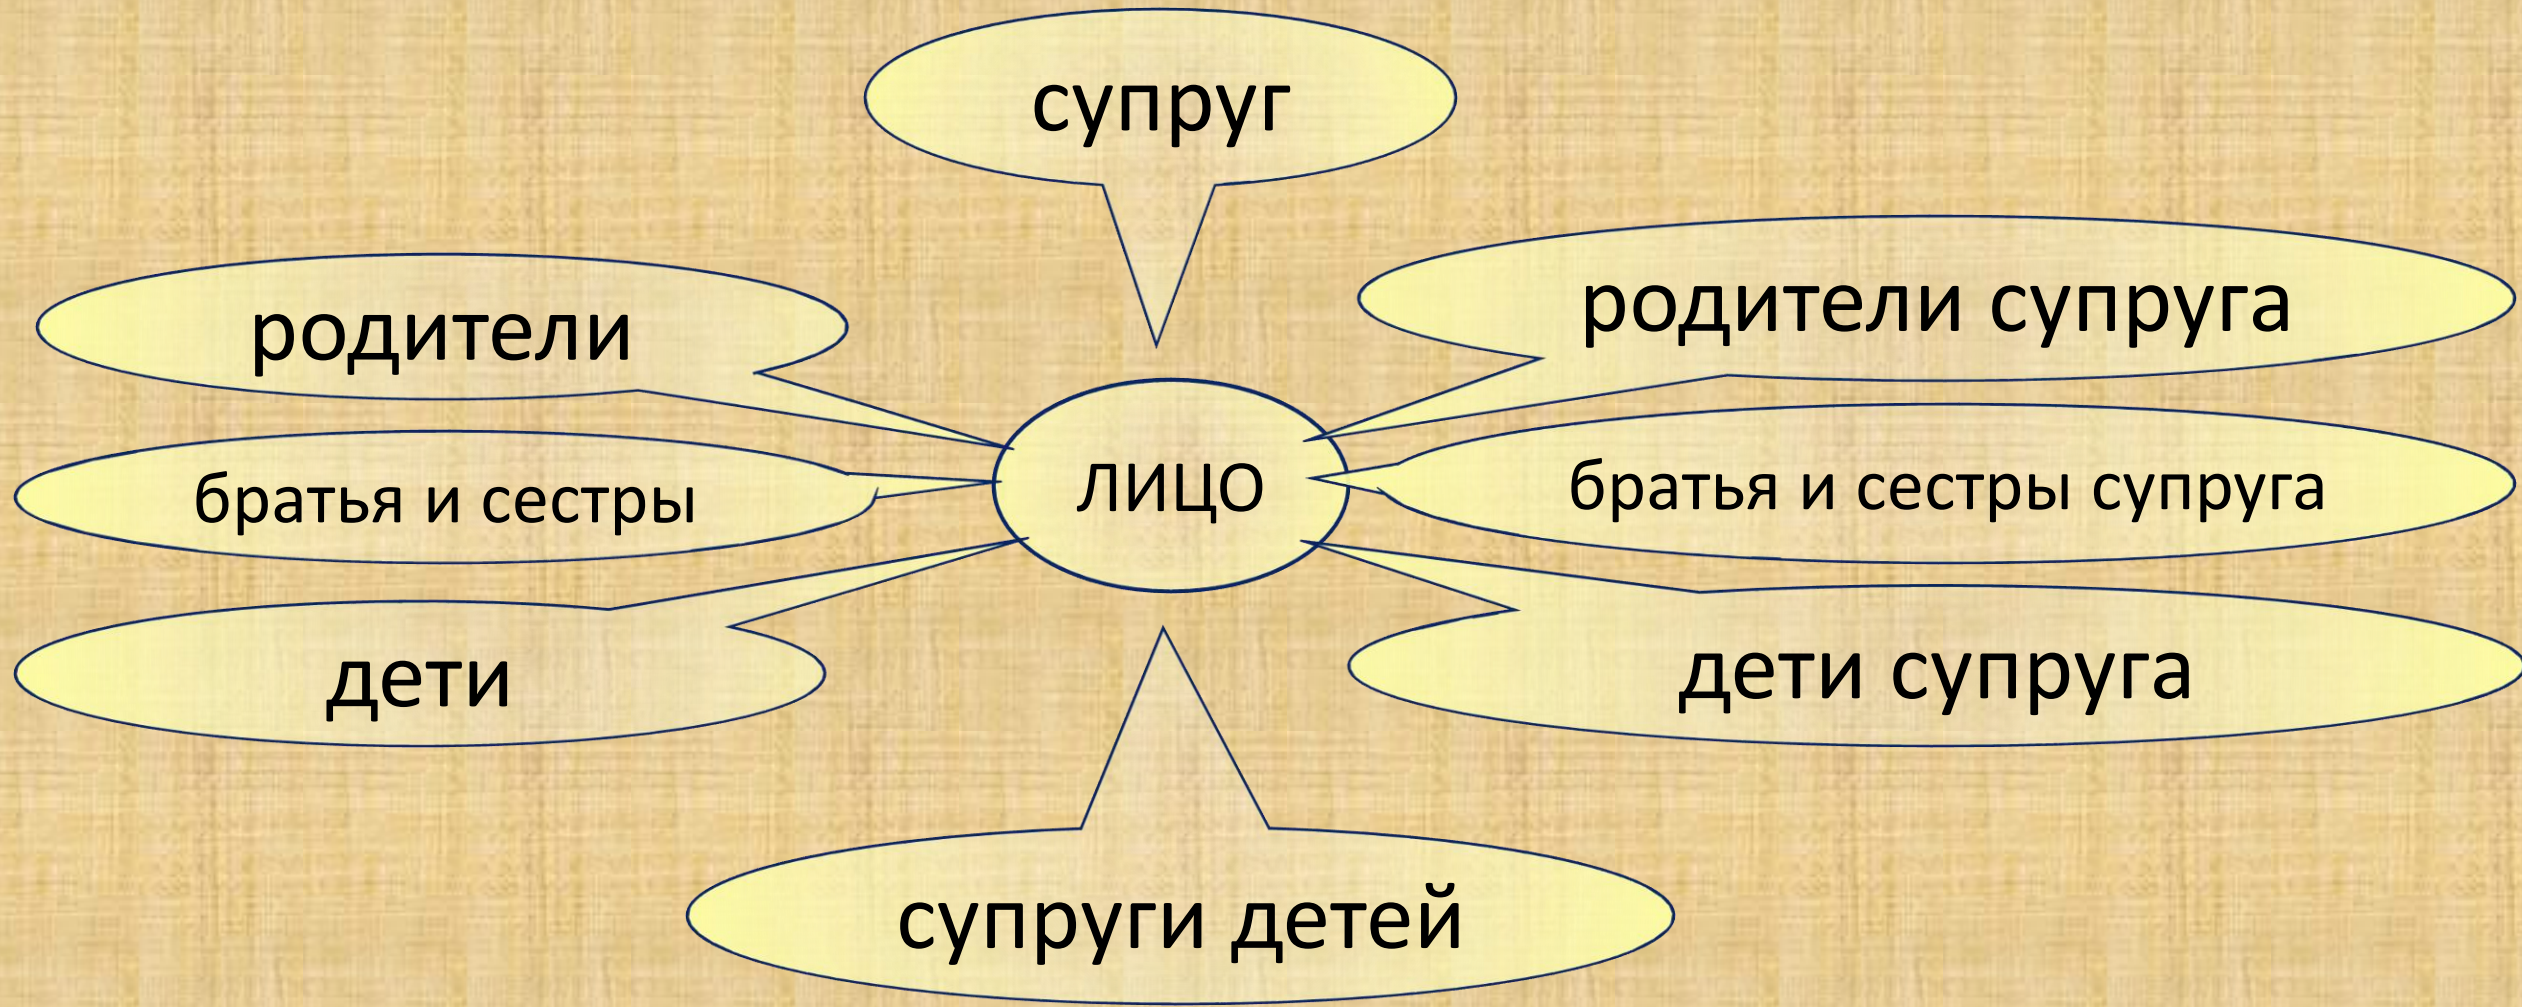 супруг
родители
родители супруга
братья и сестры
ЛИЦО
братья и сестры супруга
дети
дети супруга
супруги детей